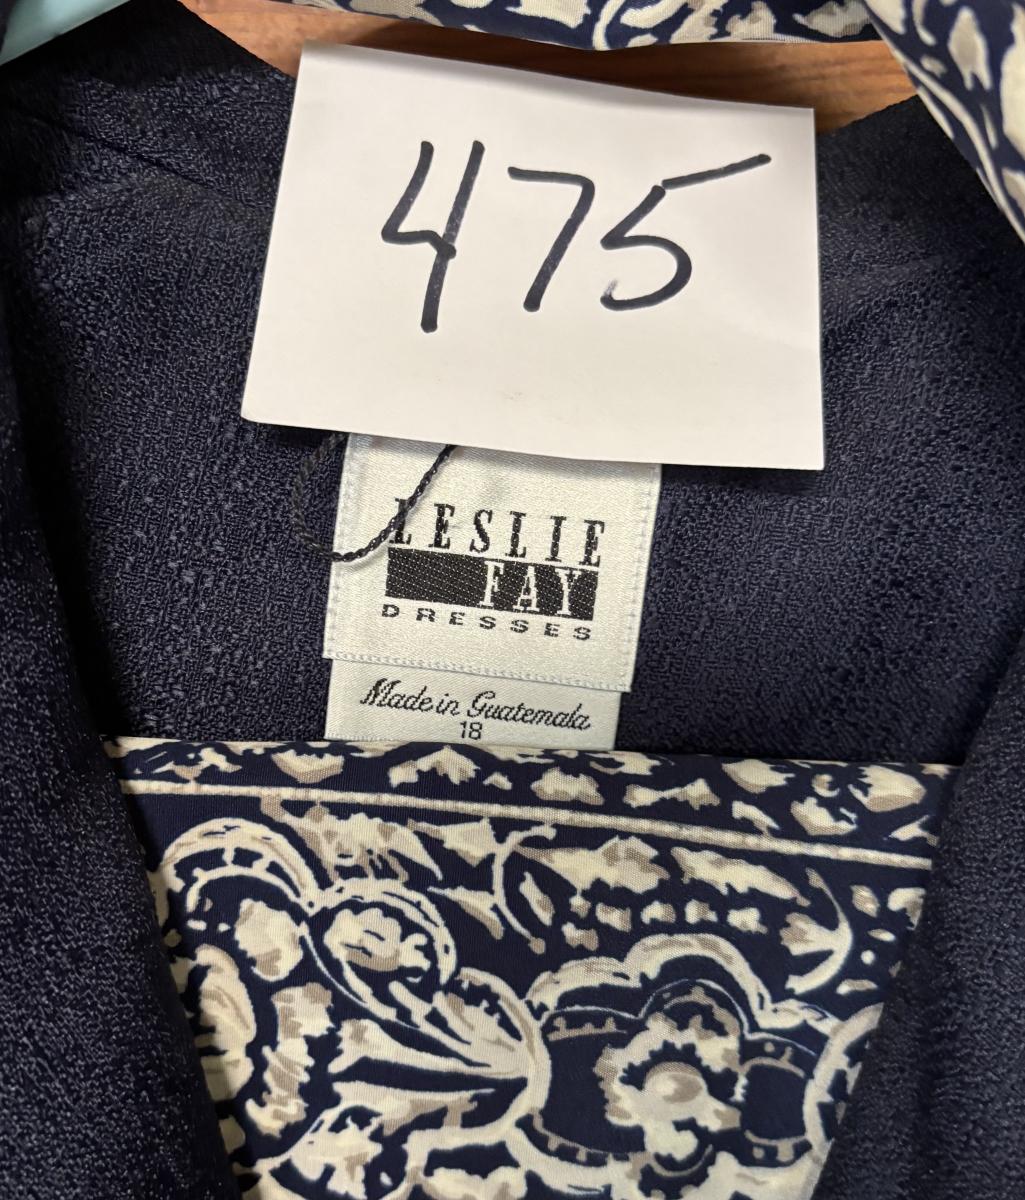 475
LESLIE
FAY
DRESSES
Made in Guatemala
18